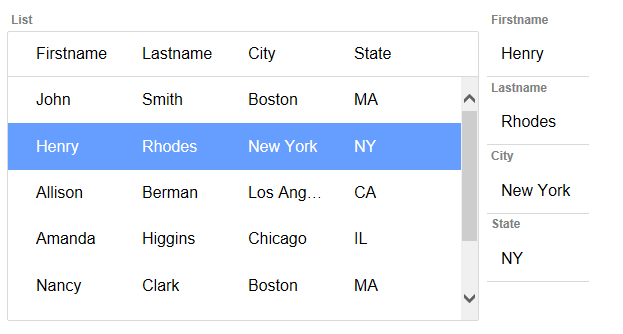 List
Firstname Lastname City State
John Smith Boston MA
Henry Rhodes New York NY
Allison Berman Los Ang...
CA
Amanda Higgins Chicago IL
Nancy Clark Boston MA
Firstname
Henry
Lastname
Rhodes
City
New York
State
NY